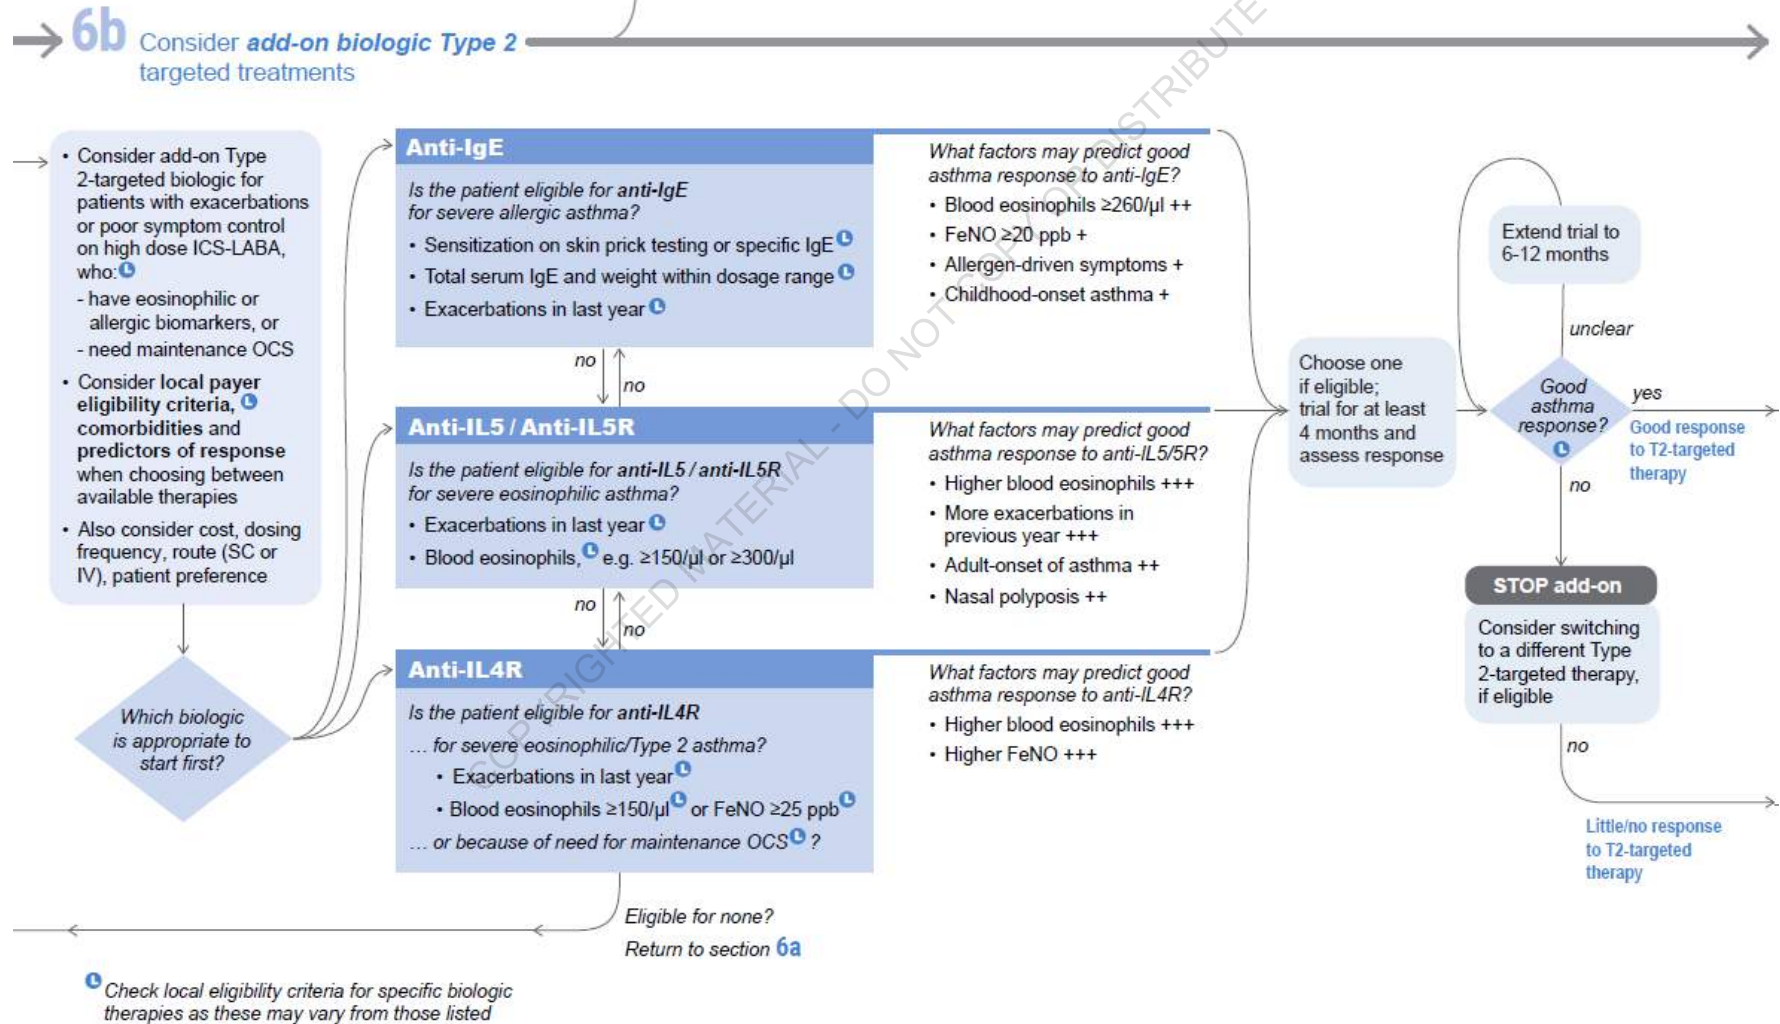 6b Consider add-on biologic Type 2
targeted treatments
• Consider add-on Type
2-targeted biologic for
patients with exacerbations
or poor symptom control
on high dose ICS-LABA,
who: L
- have eosinophilic or
allergic biomarkers, or
- need maintenance OCS
• Consider local payer
eligibility criteria, L
comorbidities and
predictors of response
when choosing between
available therapies
• Also consider cost, dosing
frequency, route (SC or
IV), patient preference
Which biologic
is appropriate to
start first?
Anti-IgE
Is the patient eligible for anti-IgE
for severe allergic asthma?
• Sensitization on skin prick testing or specific IgE L
• Total serum IgE and weight within dosage range L
• Exacerbations in last year L
What factors may predict good
asthma response to anti-IgE?
• Blood eosinophils ≥260/µl ++
• FeNO ≥20 ppb +
• Allergen-driven symptoms +
• Childhood-onset asthma +
no
no
Anti-IL5 / Anti-IL5R
Is the patient eligible for anti-IL5 / anti-IL5R
for severe eosinophilic asthma?
• Exacerbations in last year L
• Blood eosinophils, L e.g. ≥150/µl or ≥300/µl
What factors may predict good
asthma response to anti-IL5/5R?
• Higher blood eosinophils +++
• More exacerbations in
previous year +++
• Adult-onset of asthma ++
• Nasal polyposis ++
no
no
Anti-IL4R
Is the patient eligible for anti-IL4R
... for severe eosinophilic/Type 2 asthma?
• Exacerbations in last year L
• Blood eosinophils ≥150/µl L or FeNO ≥25 ppb L
... or because of need for maintenance OCS L ?
What factors may predict good
asthma response to anti-IL4R?
• Higher blood eosinophils +++
• Higher FeNO +++
Eligible for none?
Return to section 6a
Choose one
if eligible;
trial for at least
4 months and
assess response
Extend trial to
6-12 months
unclear
Good
asthma
response?
L
yes
Good response
to T2-targeted
therapy
no
STOP add-on
Consider switching
to a different Type
2-targeted therapy,
if eligible
no
Little/no response
to T2-targeted
therapy
L Check local eligibility criteria for specific biologic
therapies as these may vary from those listed
COPYRIGHTED MATERIAL - DO NOT COPY OR DISTRIBUTE